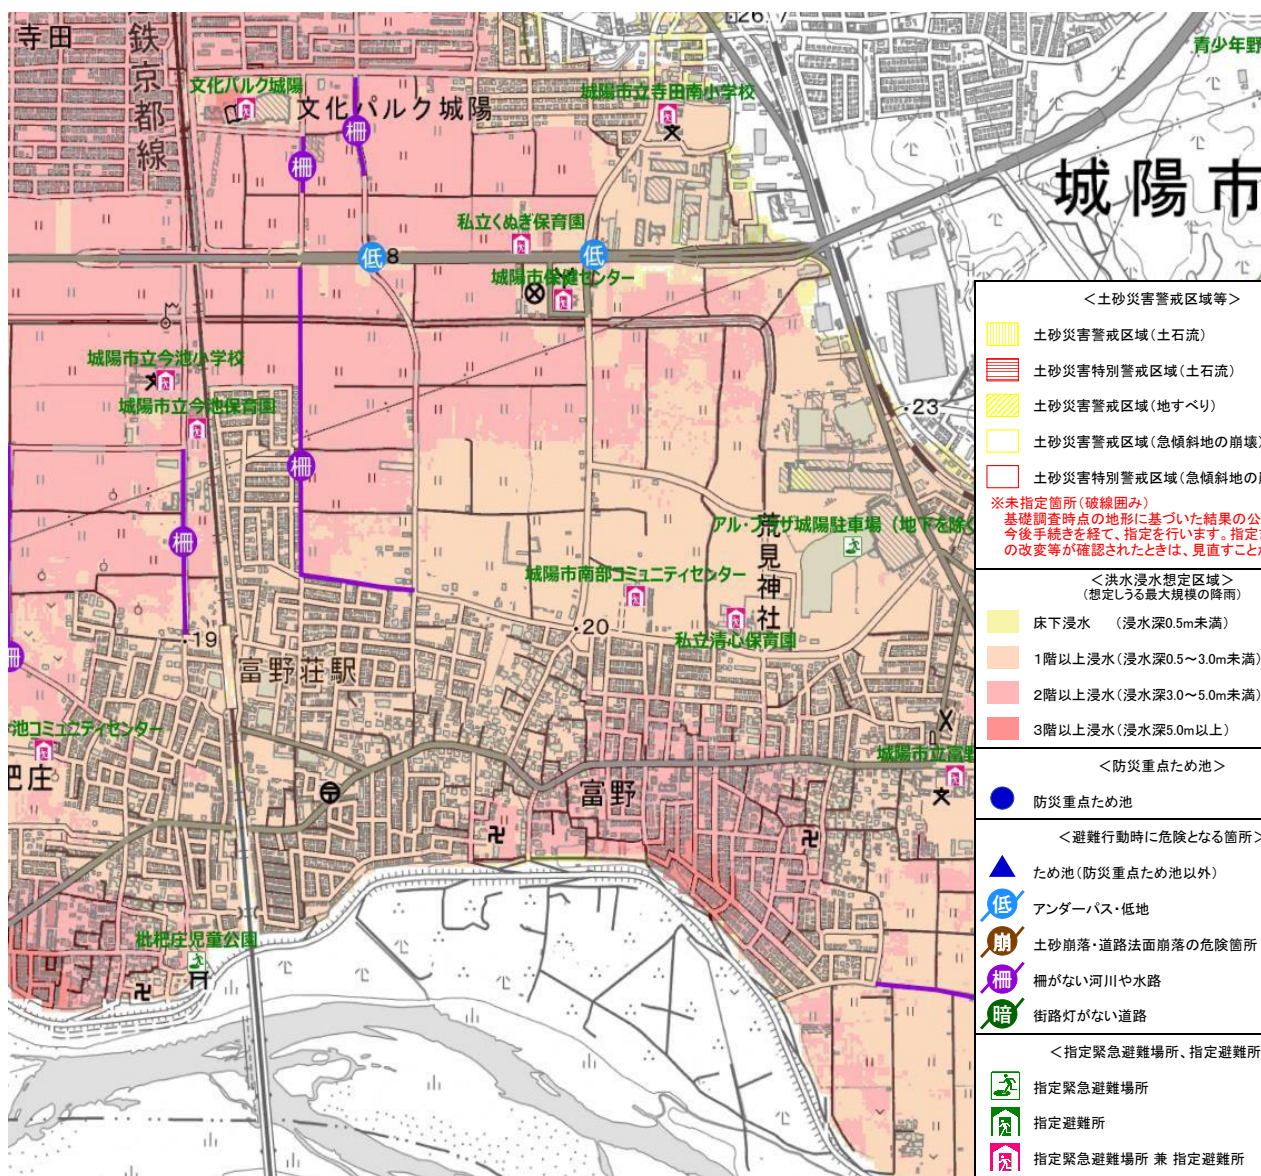 寺田
鉄京都線
・26.7
青少年野
文化パルク城陽
文化パルク城陽
城陽市立寺田南小学校
柵
柵
城陽市
私立くぬぎ保育園
低
8
低
城陽市保健センター
城陽市立今池小学校
城陽市立今池保育園
・23
柵
柵
アル・プラザ城陽駐車場（地下を除く
荒見神社
城陽市南部コミュニティセンター
私立清心保育園
・19
・20
柵
富野荘駅
池コミュニティセンター
城陽市立富野
富野
枇杷庄児童公園
＜土砂災害警戒区域等＞
土砂災害警戒区域（土石流）
土砂災害特別警戒区域（土石流）
土砂災害警戒区域（地すべり）
土砂災害警戒区域（急傾斜地の崩壊）
土砂災害特別警戒区域（急傾斜地の
※未指定箇所（破線囲み）
基礎調査時点の地形に基づいた結果の公
今後手続きを経て、指定を行います。指定
の改変等が確認されたときは、見直すこと
＜洪水浸水想定区域＞
（想定しうる最大規模の降雨）
床下浸水　（浸水深0.5m未満）
1階以上浸水（浸水深0.5～3.0m未満）
2階以上浸水（浸水深3.0～5.0m未満）
3階以上浸水（浸水深5.0m以上）
＜防災重点ため池＞
防災重点ため池
＜避難行動時に危険となる箇所＞
ため池（防災重点ため池以外）
低 アンダーパス・低地
崩 土砂崩落・道路法面崩落の危険箇所
柵 柵がない河川や水路
暗 街路灯がない道路
＜指定緊急避難場所、指定避難所
指定緊急避難場所
指定避難所
指定緊急避難場所 兼 指定避難所